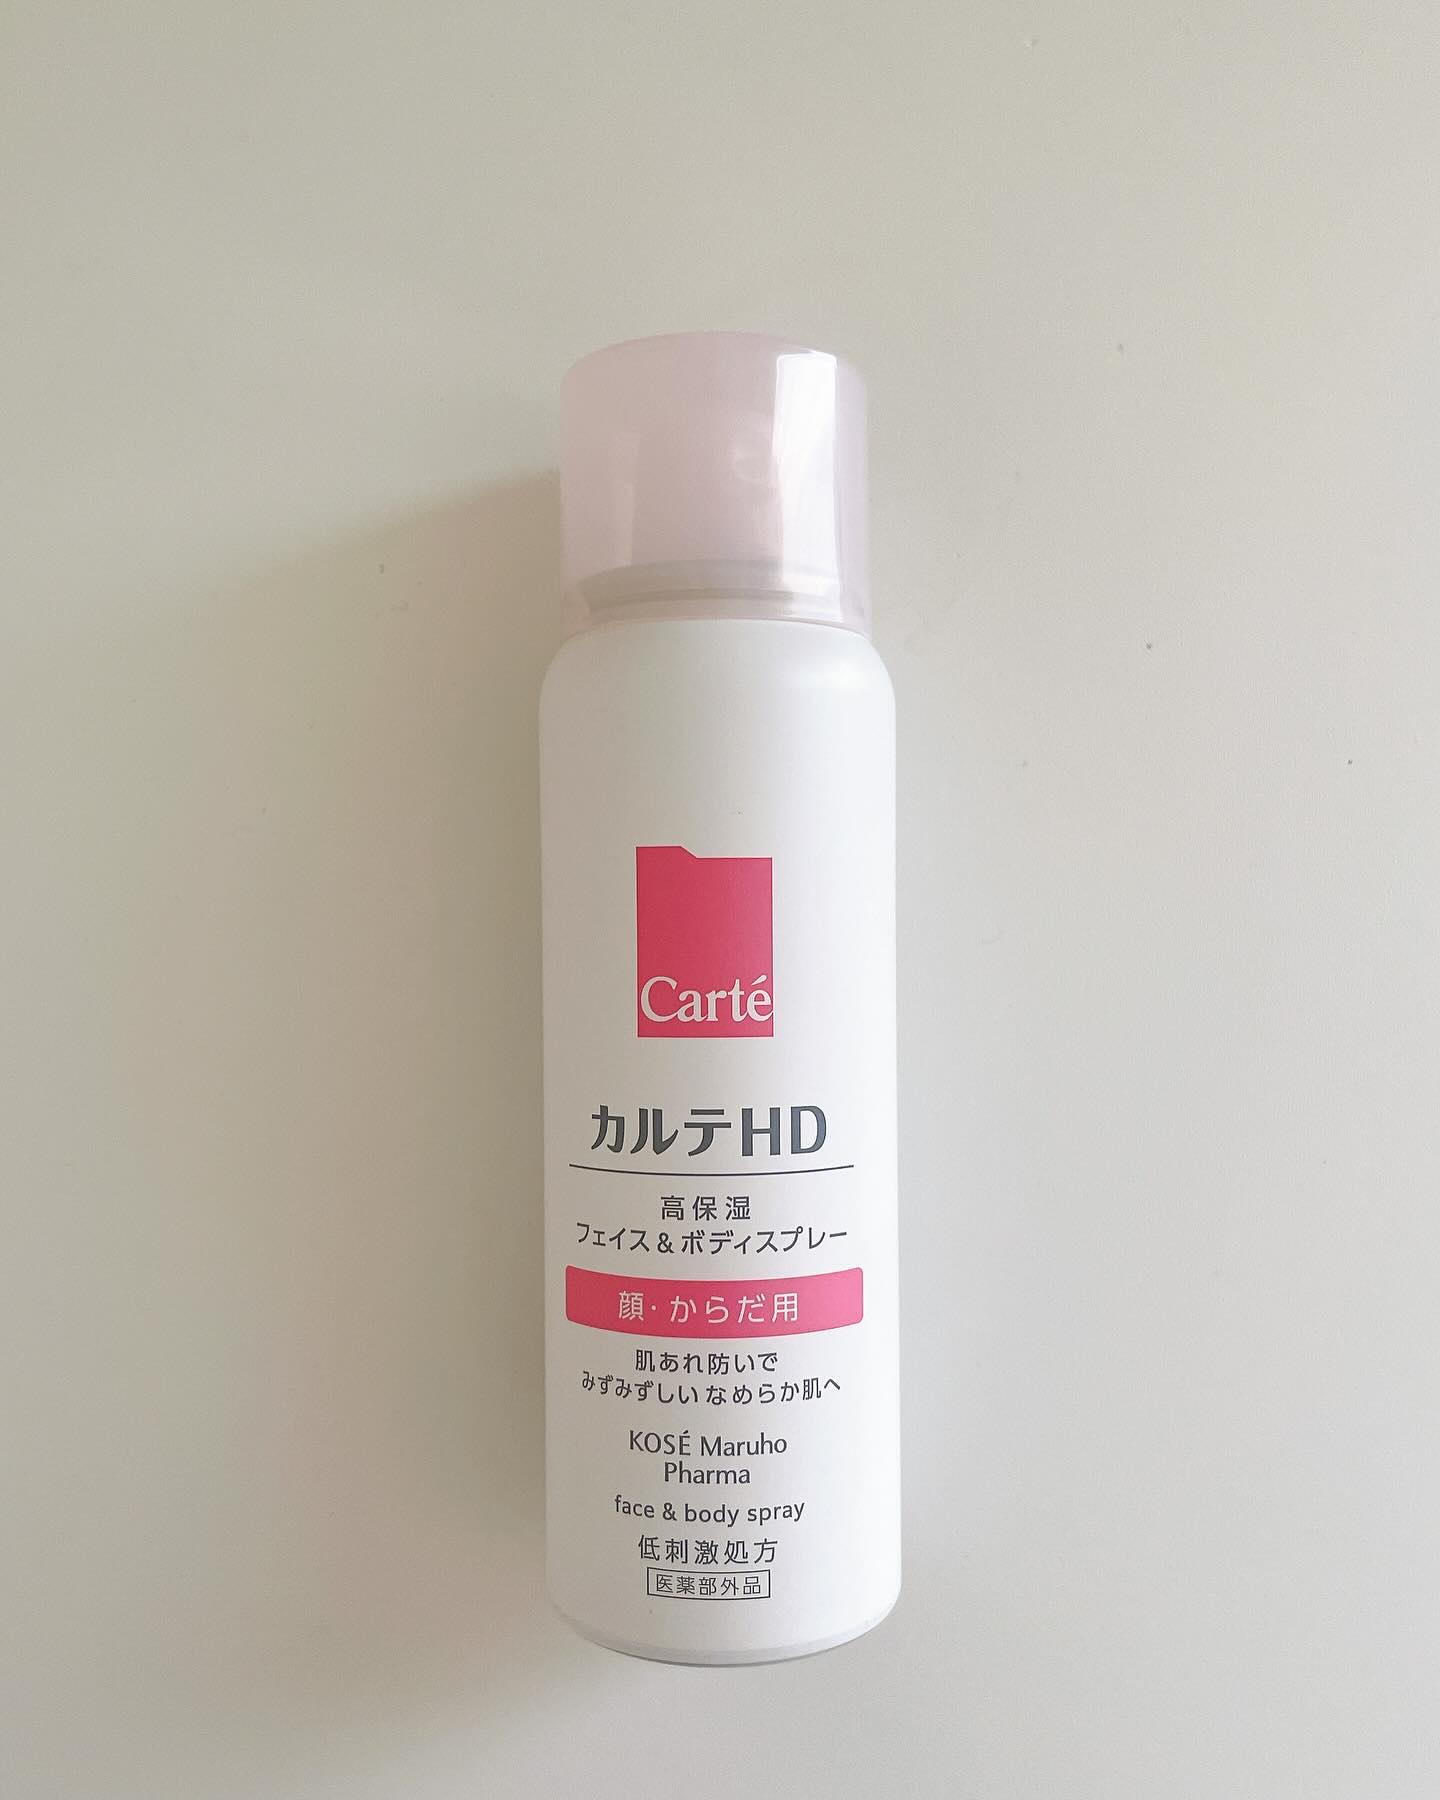 Carté
カルテHD
高保湿
フェイス&ボディスプレー
顔・からだ用
肌あれ防いで
みずみずしいなめらか肌へ
KOSÉ Maruho
Pharma
face & body spray
低刺激処方
医薬部外品